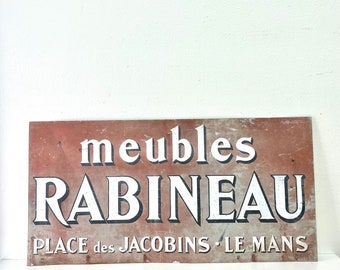 meubles
RABINEAU
PLACE des JACOBINS · LE MANS